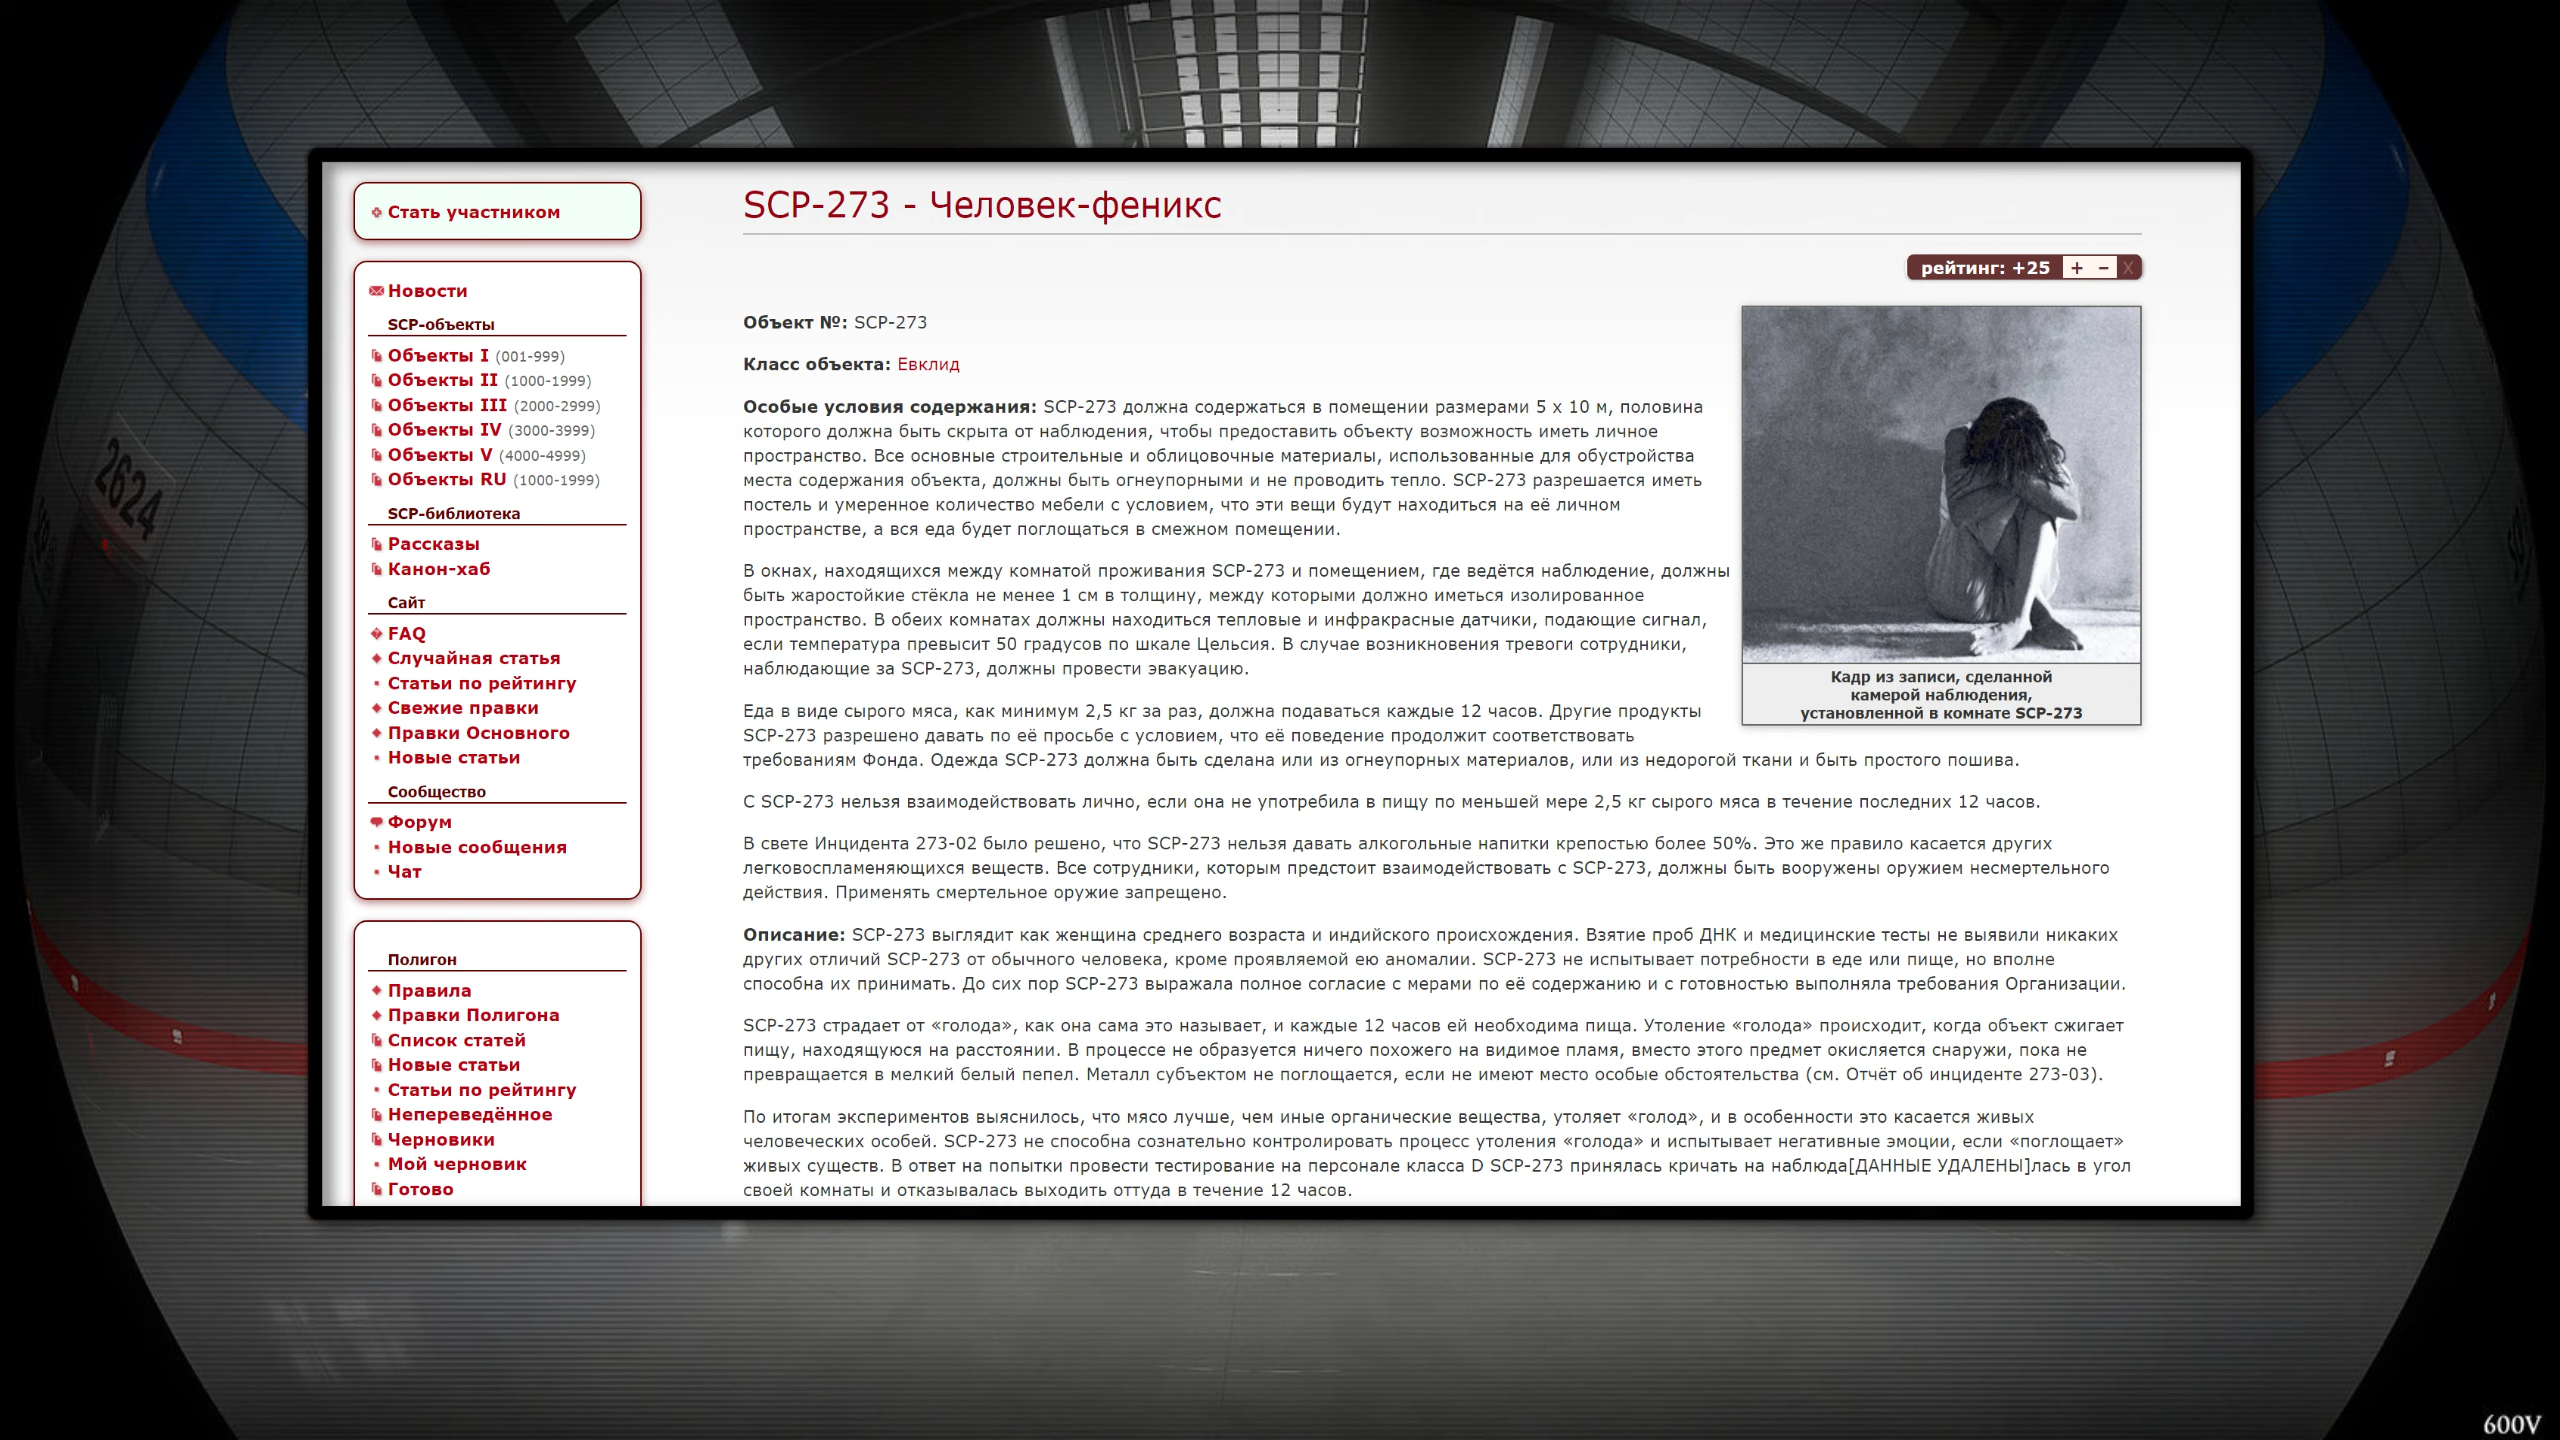 Стать участником
Новости
SCP-объекты
Объекты I (001-999)
Объекты II (1000-1999)
Объекты III (2000-2999)
Объекты IV (3000-3999)
Объекты V (4000-4999)
Объекты RU (1000-1999)
SCP-библиотека
Рассказы
Канон-хаб
Сайт
FAQ
Случайная статья
Статьи по рейтингу
Свежие правки
Правки Основного
Новые статьи
Сообщество
Форум
Новые сообщения
Чат
Полигон
Правила
Правки Полигона
Список статей
Новые статьи
Статьи по рейтингу
Непереведённое
Черновики
Мой черновик
Готово
SCP-273 - Человек-феникс
рейтинг: +25 + − X
Объект №: SCP-273
Класс объекта: Евклид
Особые условия содержания: SCP-273 должна содержаться в помещении размерами 5 x 10 м, половина
которого должна быть скрыта от наблюдения, чтобы предоставить объекту возможность иметь личное
пространство. Все основные строительные и облицовочные материалы, использованные для обустройства
места содержания объекта, должны быть огнеупорными и не проводить тепло. SCP-273 разрешается иметь
постель и умеренное количество мебели с условием, что эти вещи будут находиться на её личном
пространстве, а вся еда будет поглощаться в смежном помещении.
В окнах, находящихся между комнатой проживания SCP-273 и помещением, где ведётся наблюдение, должны
быть жаростойкие стёкла не менее 1 см в толщину, между которыми должно иметься изолированное
пространство. В обеих комнатах должны находиться тепловые и инфракрасные датчики, подающие сигнал,
если температура превысит 50 градусов по шкале Цельсия. В случае возникновения тревоги сотрудники,
наблюдающие за SCP-273, должны провести эвакуацию.
Кадр из записи, сделанной
камерой наблюдения,
установленной в комнате SCP-273
Еда в виде сырого мяса, как минимум 2,5 кг за раз, должна подаваться каждые 12 часов. Другие продукты
SCP-273 разрешено давать по её просьбе с условием, что её поведение продолжит соответствовать
требованиям Фонда. Одежда SCP-273 должна быть сделана или из огнеупорных материалов, или из недорогой ткани и быть простого пошива.
С SCP-273 нельзя взаимодействовать лично, если она не употребила в пищу по меньшей мере 2,5 кг сырого мяса в течение последних 12 часов.
В свете Инцидента 273-02 было решено, что SCP-273 нельзя давать алкогольные напитки крепостью более 50%. Это же правило касается других
легковоспламеняющихся веществ. Все сотрудники, которым предстоит взаимодействовать с SCP-273, должны быть вооружены оружием несмертельного
действия. Применять смертельное оружие запрещено.
Описание: SCP-273 выглядит как женщина среднего возраста и индийского происхождения. Взятие проб ДНК и медицинские тесты не выявили никаких
других отличий SCP-273 от обычного человека, кроме проявляемой ею аномалии. SCP-273 не испытывает потребности в еде или пище, но вполне
способна их принимать. До сих пор SCP-273 выражала полное согласие с мерами по её содержанию и с готовностью выполняла требования Организации.
SCP-273 страдает от «голода», как она сама это называет, и каждые 12 часов ей необходима пища. Утоление «голода» происходит, когда объект сжигает
пищу, находящуюся на расстоянии. В процессе не образуется ничего похожего на видимое пламя, вместо этого предмет окисляется снаружи, пока не
превращается в мелкий белый пепел. Металл субъектом не поглощается, если не имеют место особые обстоятельства (см. Отчёт об инциденте 273-03).
По итогам экспериментов выяснилось, что мясо лучше, чем иные органические вещества, утоляет «голод», и в особенности это касается живых
человеческих особей. SCP-273 не способна сознательно контролировать процесс утоления «голода» и испытывает негативные эмоции, если «поглощает»
живых существ. В ответ на попытки провести тестирование на персонале класса D SCP-273 принялась кричать на наблюда[ДАННЫЕ УДАЛЕНЫ]лась в угол
своей комнаты и отказывалась выходить оттуда в течение 12 часов.
2624
600V